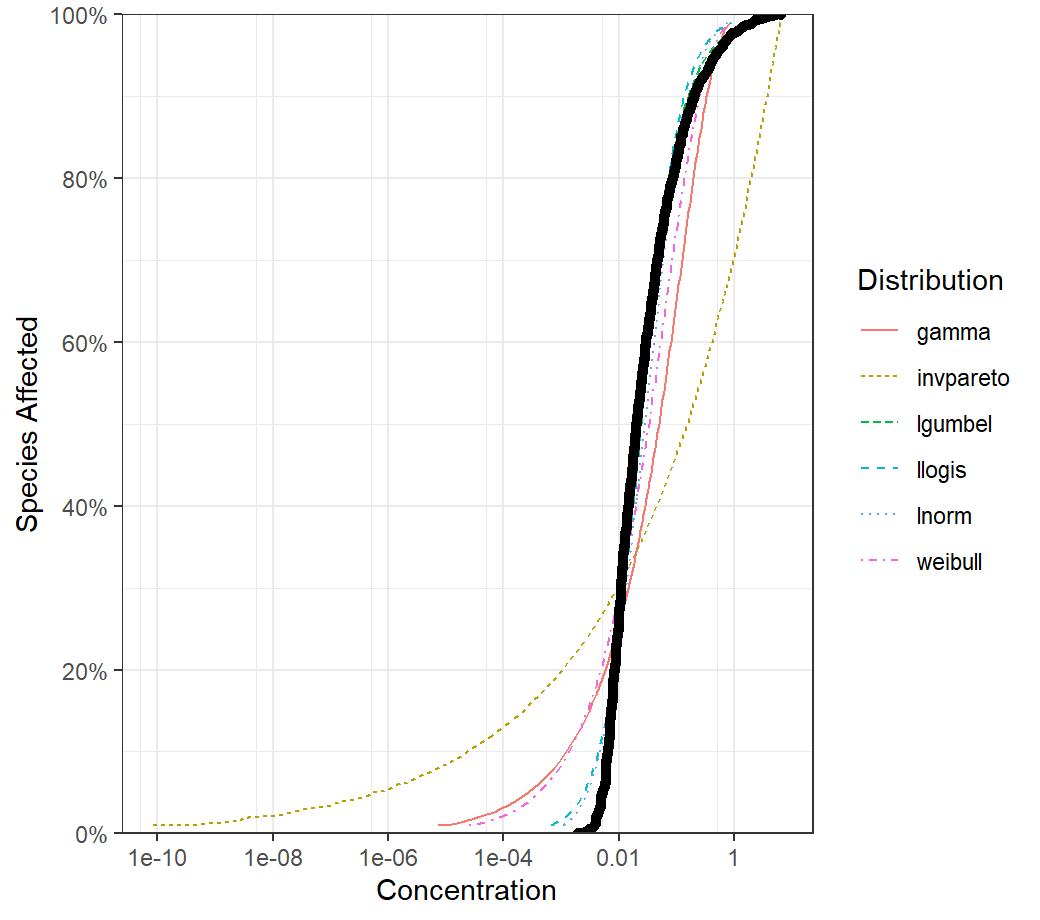 100%
80%
60%
40%
20%
0%
Species Affected
1e-10
1e-08
1e-06
1e-04
0.01
1
Concentration
Distribution
gamma
invpareto
lgumbel
llogis
lnorm
weibull